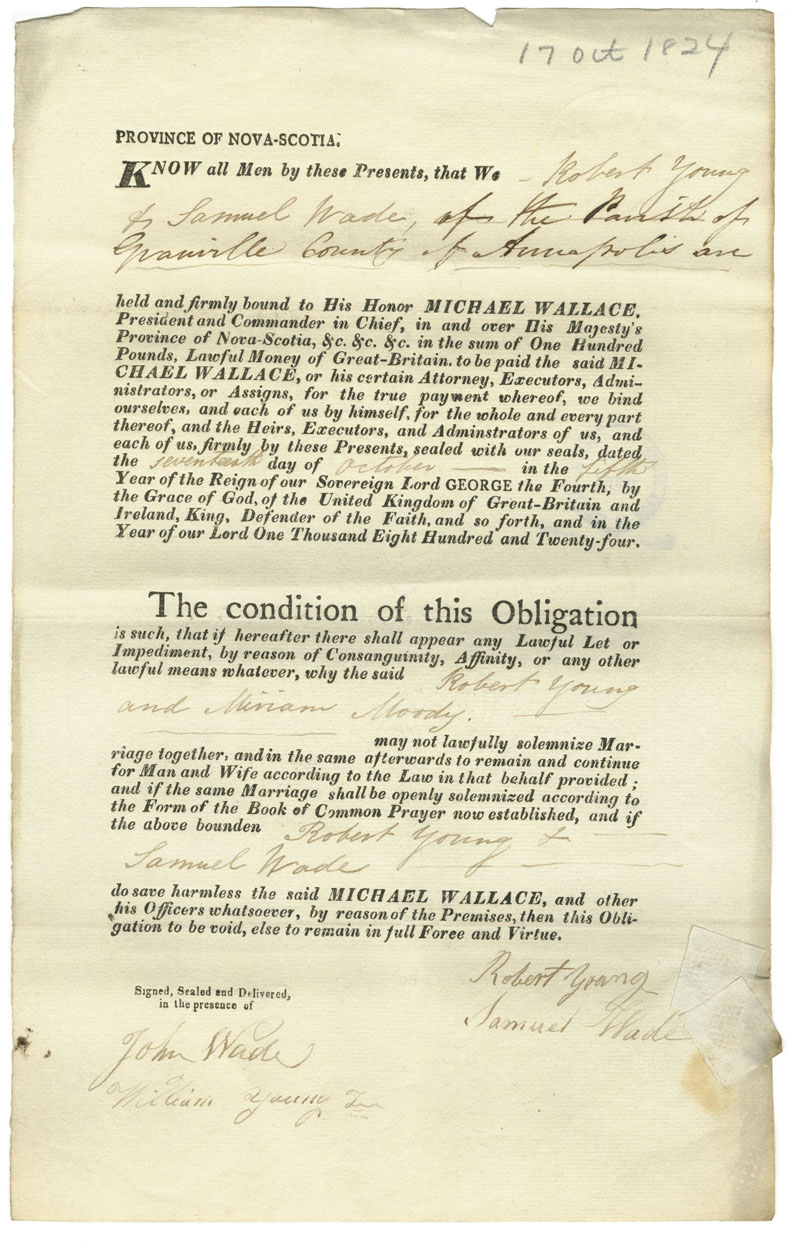 17 Oct 1824
PROVINCE OF NOVA-SCOTIA.
KNOW all Men by these Presents, that We Robert Young
& Samuel Wade, of the Parish of
Granville County of Annapolis are
held and firmly bound to His Honor MICHAEL WALLACE,
President and Commander in Chief, in and over His Majesty's
Province of Nova-Scotia, &c. &c. &c. in the sum of One Hundred
Pounds, Lawful Money of Great-Britain, to be paid the said MI-
CHAEL WALLACE, or his certain Attorney, Executors, Admi-
nistrators, or Assigns, for the true payment whereof, we bind
ourselves, and each of us by himself, for the whole and every part
thereof, and the Heirs, Executors, and Adminstrators of us, and
each of us, firmly by these Presents, sealed with our seals, dated
the seventeenth day of October in the fifth
Year of the Reign of our Sovereign Lord GEORGE the Fourth, by
the Grace of God, of the United Kingdom of Great-Britain and
Ireland, King, Defender of the Faith, and so forth, and in the
Year of our Lord One Thousand Eight Hundred and Twenty-four.
The condition of this Obligation
is such, that if hereafter there shall appear any Lawful Let or
Impediment, by reason of Consanguinity, Affinity, or any other
lawful means whatever, why the said Robert Young
and Miriam Moody.
may not lawfully solemnize Mar-
riage together, and in the same afterwards to remain and continue
for Man and Wife according to the Law in that behalf provided;
and if the same Marriage shall be openly solemnized according to
the Form of the Book of Common Prayer now established, and if
the above bounden Robert Young &
Samuel Wade
do save harmless the said MICHAEL WALLACE, and other
his Officers whatsoever, by reason of the Premises, then this Obli-
gation to be void, else to remain in full Force and Virtue.
Robert Young
Samuel Wade
Signed, Sealed and Delivered,
in the presence of
John Wade
William Young